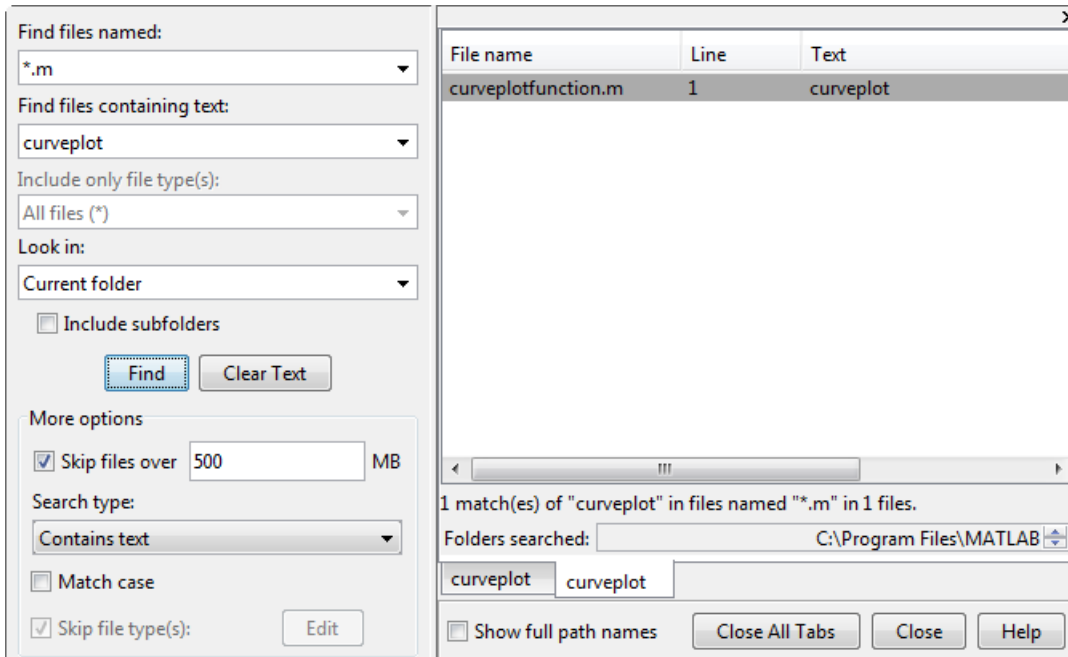 Find files named:
*.m
Find files containing text:
curveplot
Include only file type(s):
All files (*)
Look in:
Current folder
Include subfolders
Find Clear Text
More options
Skip files over 500 MB
Search type:
Contains text
Match case
Skip file type(s): Edit
File name Line Text
curveplotfunction.m 1 curveplot
1 match(es) of "curveplot" in files named "*.m" in 1 files.
Folders searched: C:\Program Files\MATLAB
curveplot curveplot
Show full path names Close All Tabs Close Help